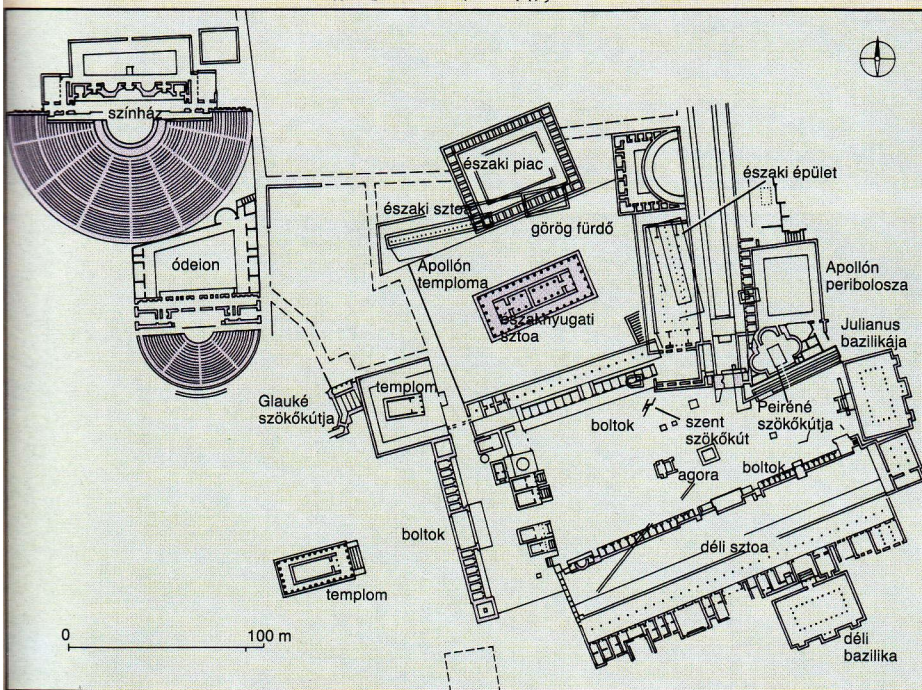 színház
északi piac
északi épület
északi sztoa
görög fürdő
ódeion
Apollón
temploma
Apollón
peribolosza
északnyugati
sztoa
Julianus
bazilikája
Glauké
szökőkútja
templom
boltok
szent
szökőkút
Peiréné
szökőkútja
agora
boltok
boltok
déli sztoa
templom
0
100 m
déli
bazilika